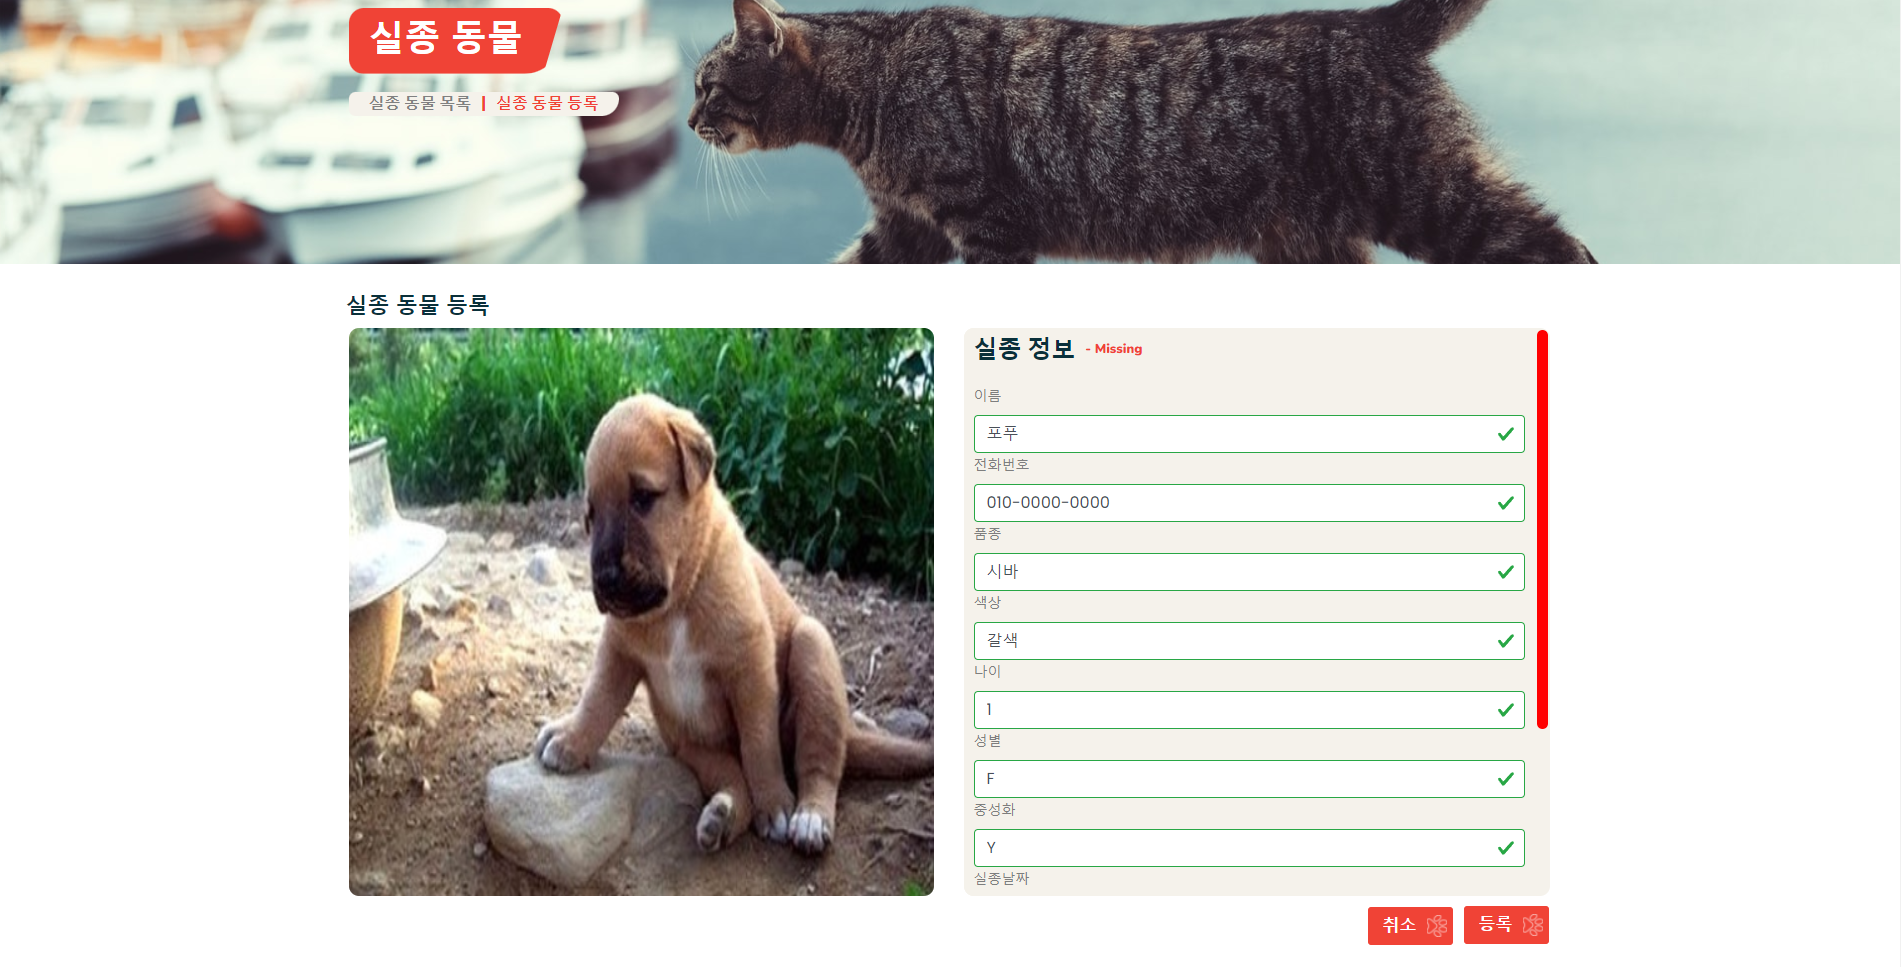 실종 동물
실종 동물 목록 | 실종 동물 등록
실종 동물 등록
실종 정보 - Missing
이름
포푸
전화번호
010-0000-0000
품종
시바
색상
갈색
나이
1
성별
F
중성화
Y
실종날짜
취소 등록